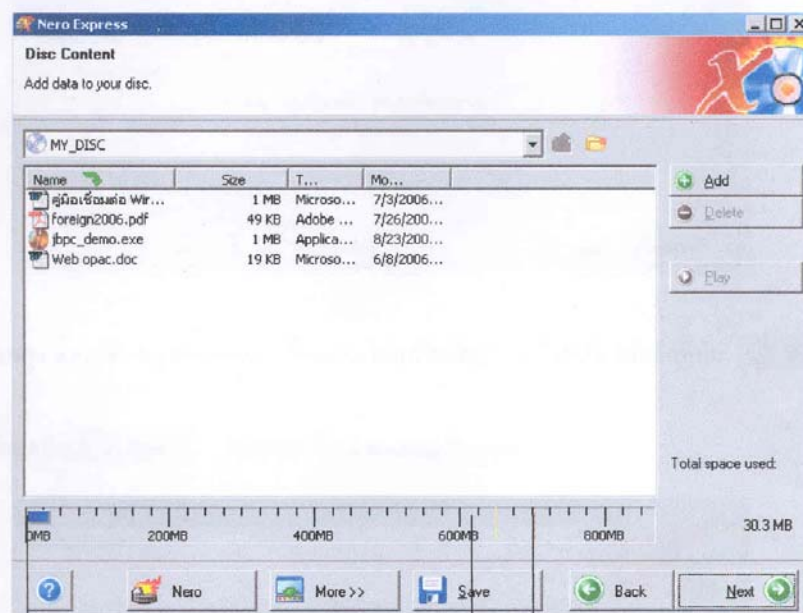 Nero Express
Disc Content
Add data to your disc.
MY_DISC
Name Size T... Mo...
คู่มือเชื่อมต่อ Wir... 1 MB Microso... 7/3/2006...
foreign2006.pdf 49 KB Adobe ... 7/26/200...
jbpc_demo.exe 1 MB Applica... 8/23/200...
Web opac.doc 19 KB Microso... 6/8/2006...
Add
Delete
Play
Total space used:
0MB 200MB 400MB 600MB 800MB 30.3 MB
Nero More >> Save Back Next